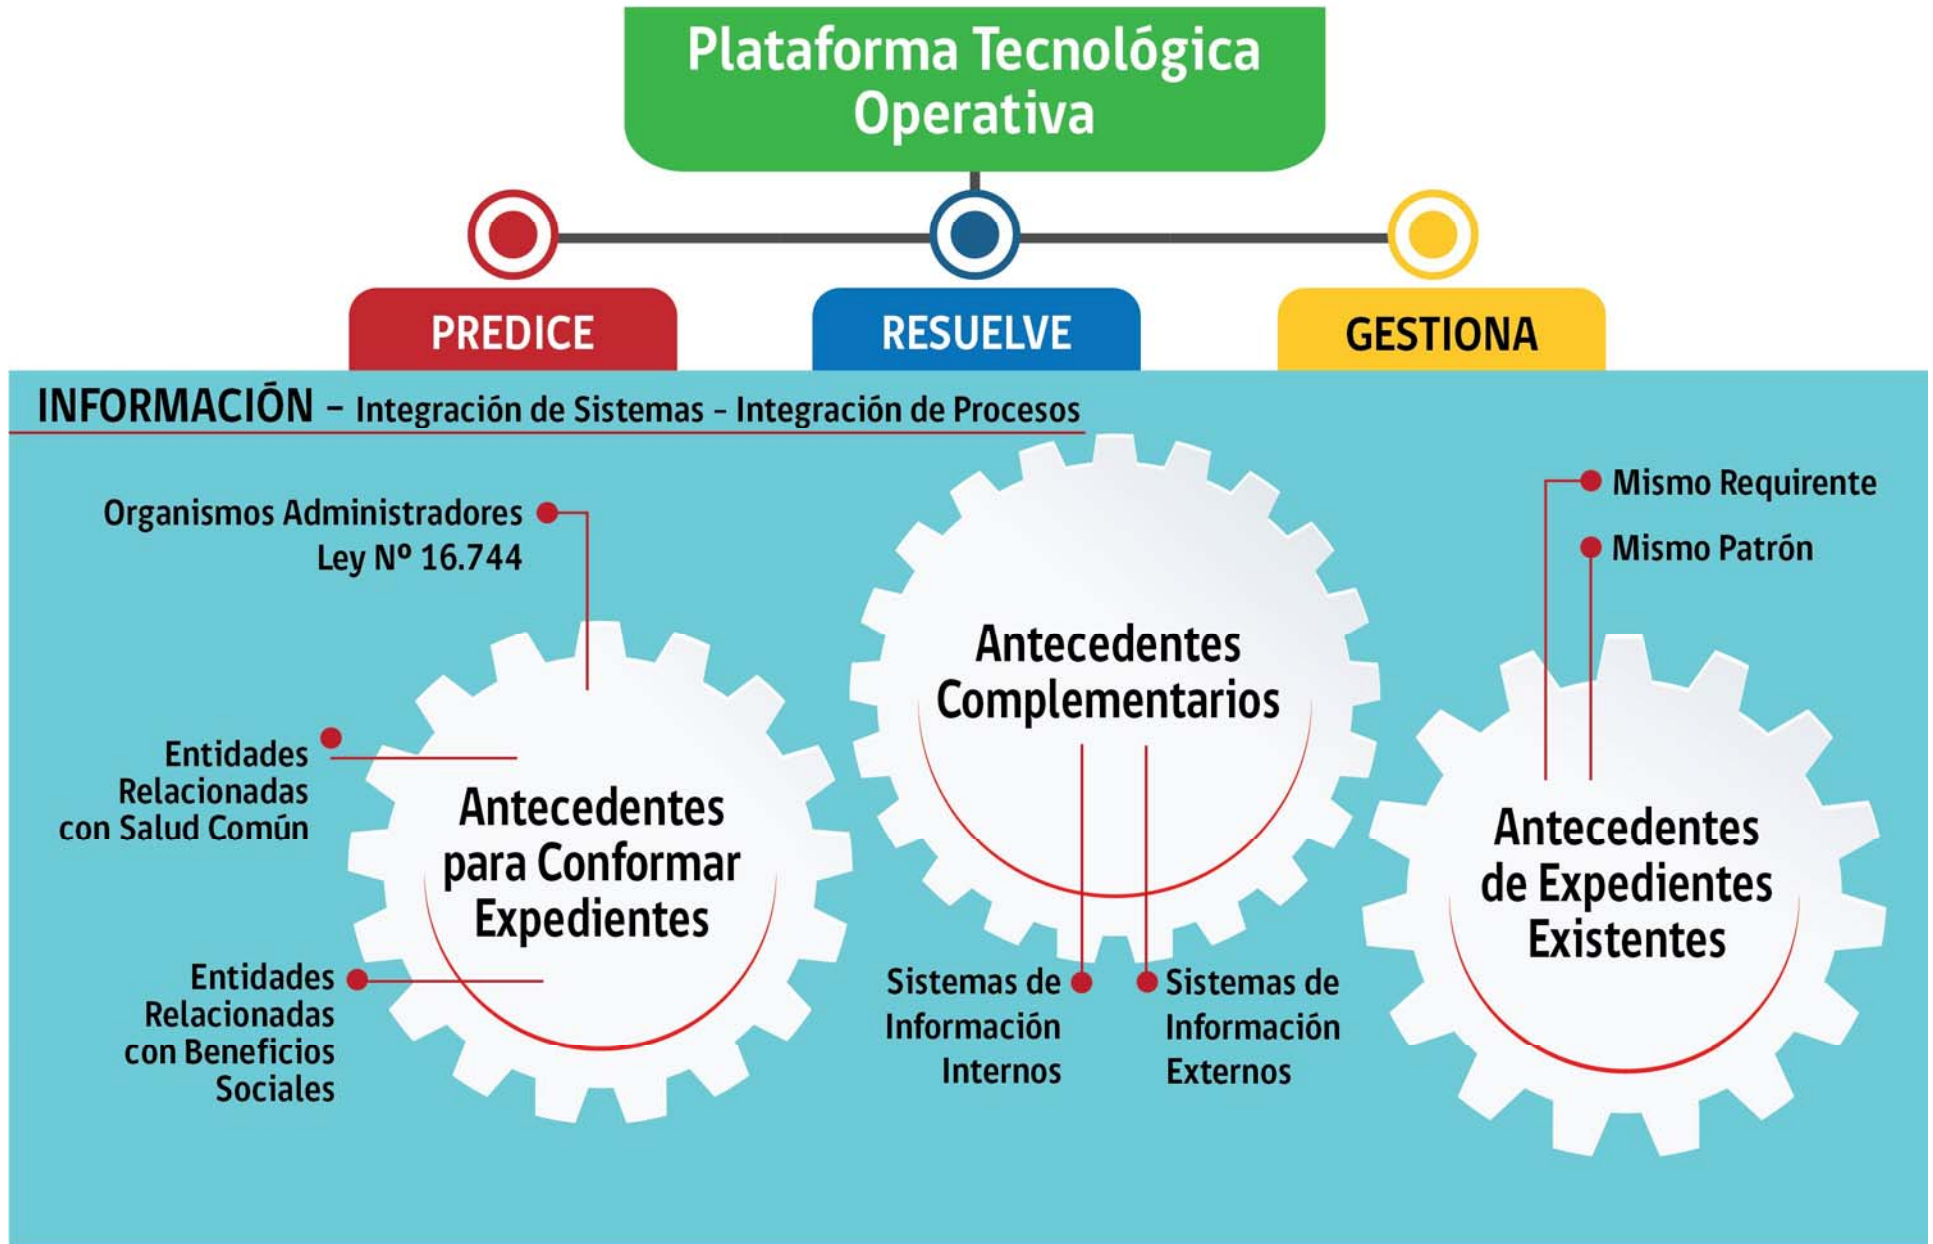 Plataforma Tecnológica
Operativa
PREDICE
RESUELVE
GESTIONA
INFORMACIÓN – Integración de Sistemas – Integración de Procesos
Organismos Administradores
Ley Nº 16.744
Entidades
Relacionadas
con Salud Común
Entidades
Relacionadas
con Beneficios
Sociales
Antecedentes
para Conformar
Expedientes
Antecedentes
Complementarios
Sistemas de
Información
Internos
Sistemas de
Información
Externos
Mismo Requirente
Mismo Patrón
Antecedentes
de Expedientes
Existentes